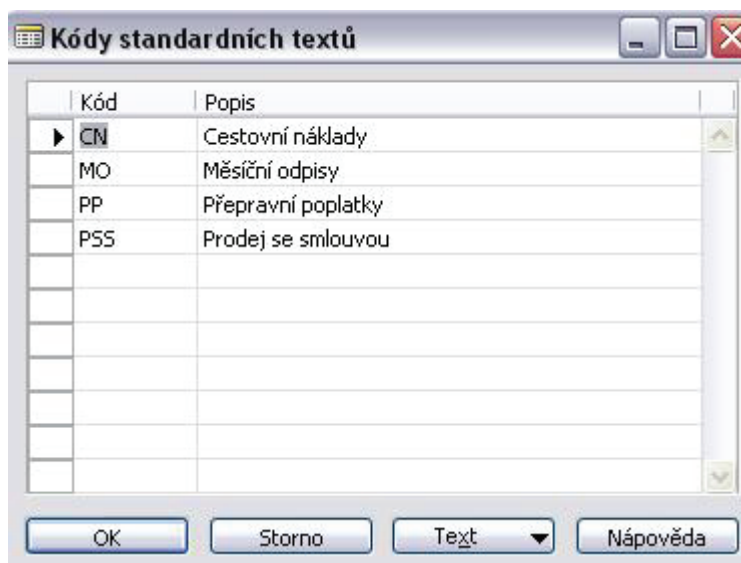 Kódy standardních textů
Kód Popis
CN Cestovní náklady
MO Měsíční odpisy
PP Přepravní poplatky
PSS Prodej se smlouvou
OK Storno Text Nápověda